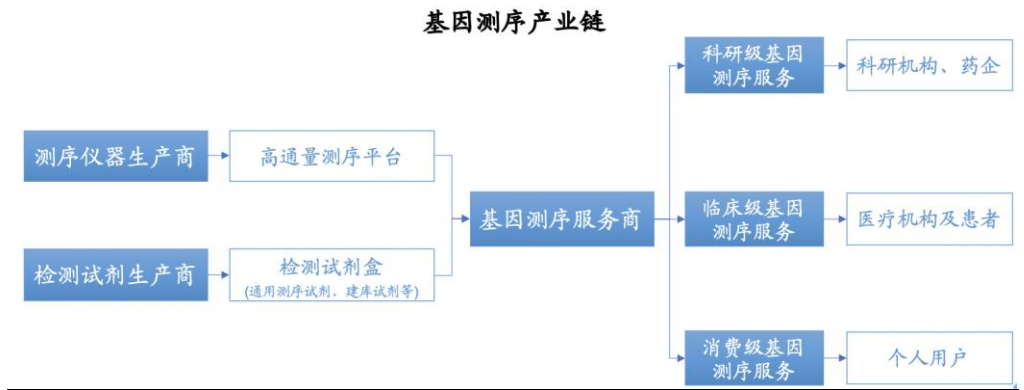 基因测序产业链
测序仪器生产商
高通量测序平台
检测试剂生产商
检测试剂盒
(通用测序试剂、建库试剂等)
基因测序服务商
科研级基因
测序服务
科研机构、药企
临床级基因
测序服务
医疗机构及患者
消费级基因
测序服务
个人用户